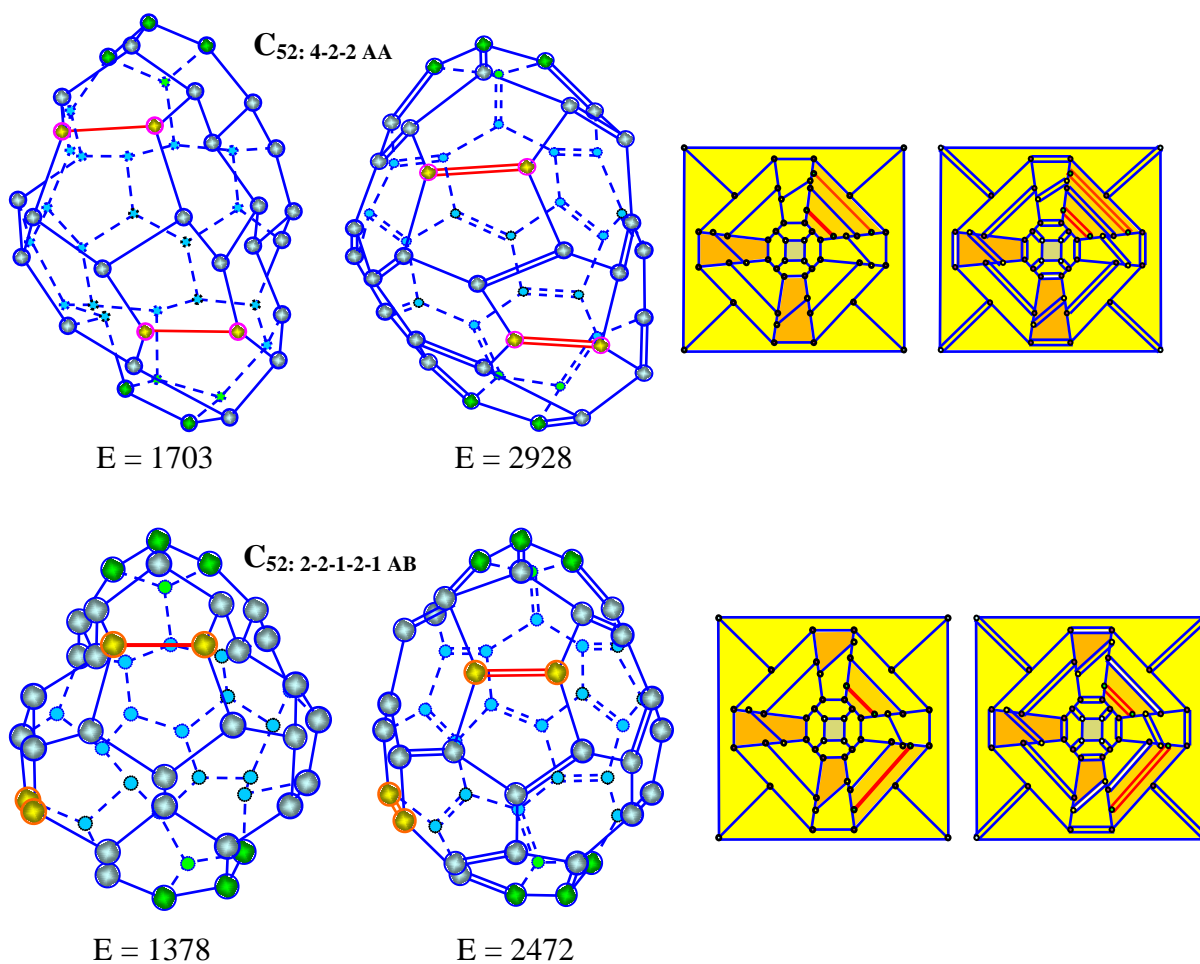 C52: 4-2-2 AA
E = 1703
E = 2928
C52: 2-2-1-2-1 AB
E = 1378
E = 2472